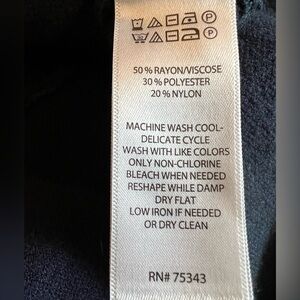 50% RAYON/VISCOSE
30% POLYESTER
20% NYLON
MACHINE WASH COOL-
DELICATE CYCLE
WASH WITH LIKE COLORS
ONLY NON-CHLORINE
BLEACH WHEN NEEDED
RESHAPE WHILE DAMP
DRY FLAT
LOW IRON IF NEEDED
OR DRY CLEAN
RN# 75343